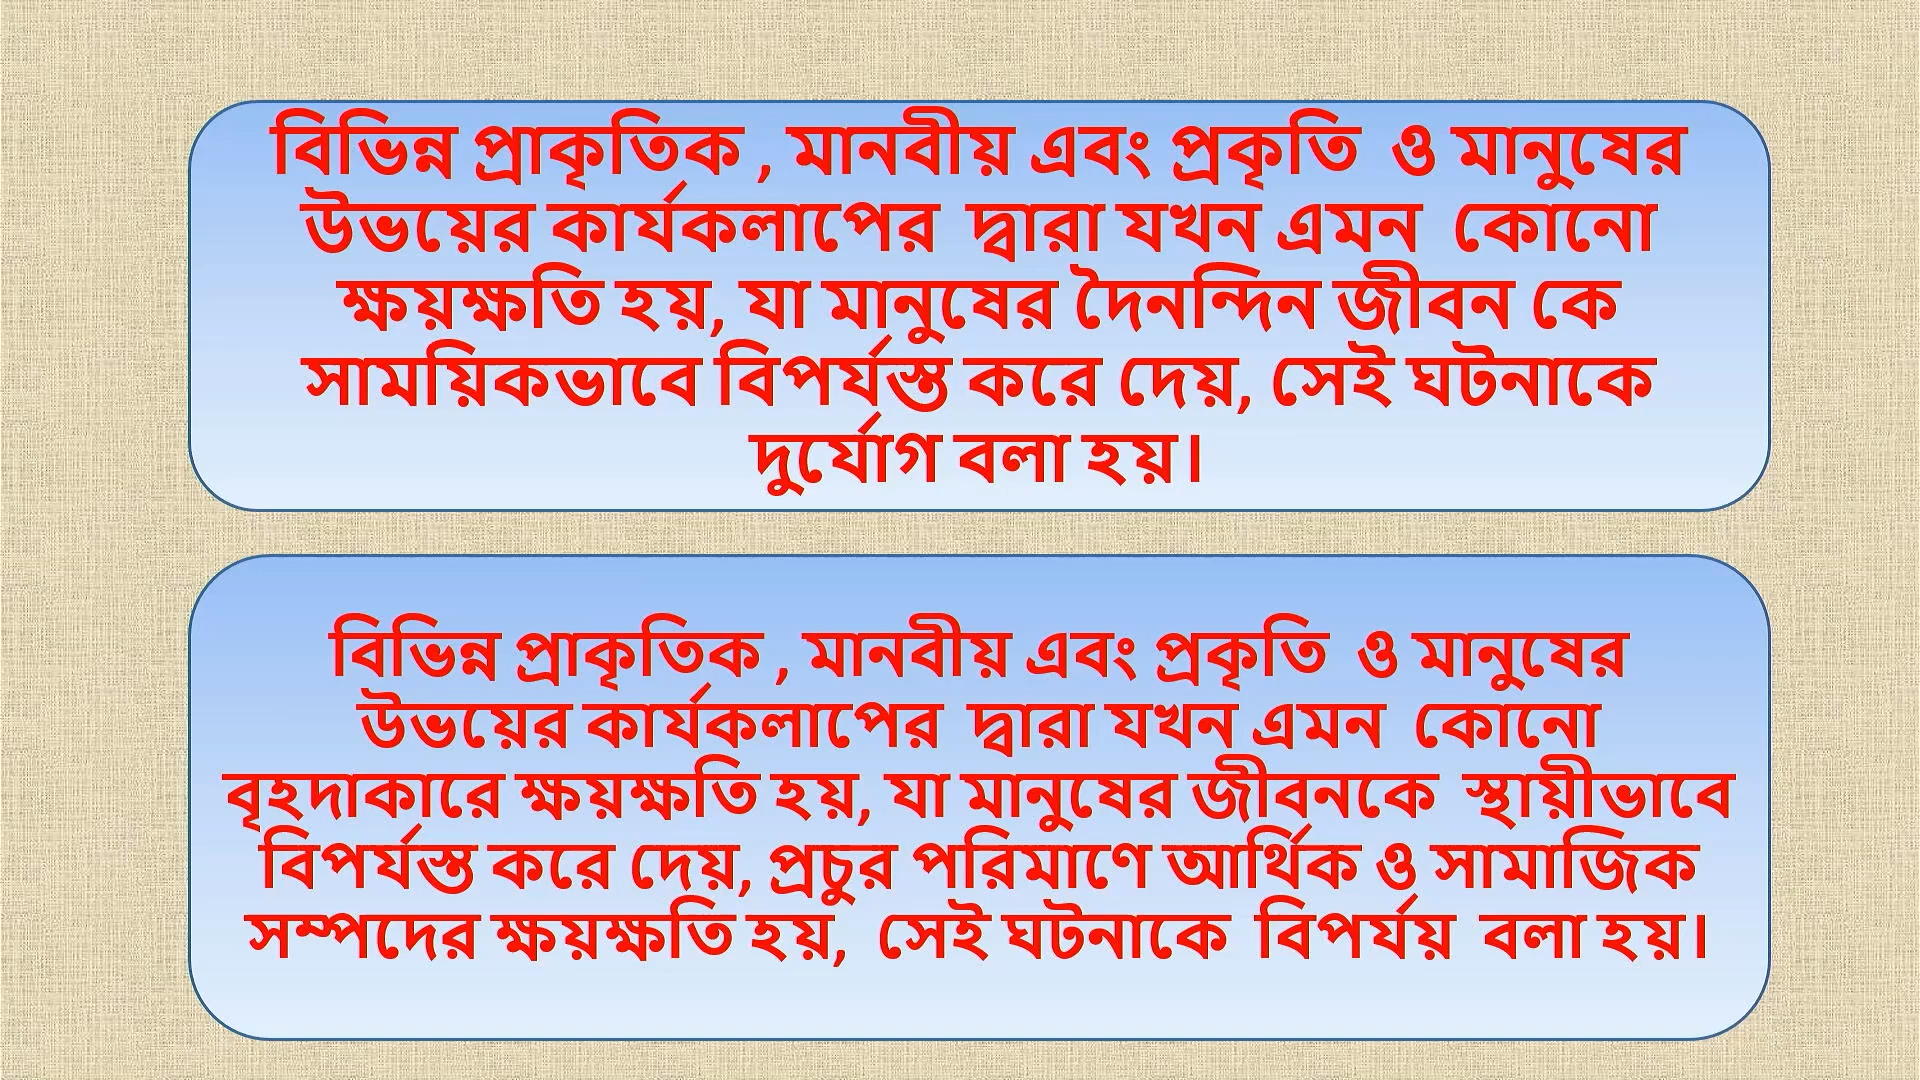 বিভিন্ন প্রাকৃতিক , মানবীয় এবং প্রকৃতি ও মানুষের
উভয়ের কার্যকলাপের দ্বারা যখন এমন কোনো
ক্ষয়ক্ষতি হয়, যা মানুষের দৈনন্দিন জীবন কে
সাময়িকভাবে বিপর্যস্ত করে দেয়, সেই ঘটনাকে
দুর্যোগ বলা হয়।
বিভিন্ন প্রাকৃতিক , মানবীয় এবং প্রকৃতি ও মানুষের
উভয়ের কার্যকলাপের দ্বারা যখন এমন কোনো
বৃহদাকারে ক্ষয়ক্ষতি হয়, যা মানুষের জীবনকে স্থায়ীভাবে
বিপর্যস্ত করে দেয়, প্রচুর পরিমাণে আর্থিক ও সামাজিক
সম্পদের ক্ষয়ক্ষতি হয়, সেই ঘটনাকে বিপর্যয় বলা হয়।